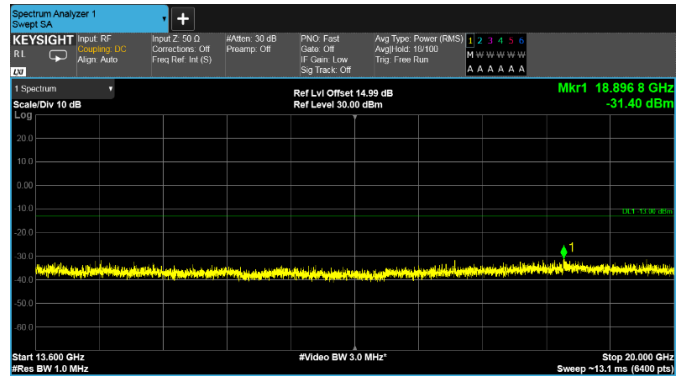 Spectrum Analyzer 1
Swept SA
+
KEYSIGHT
RL
LXI
Input: RF
Coupling: DC
Align: Auto
Input Z: 50 Ω
Corrections: Off
Freq Ref: Int (S)
#Atten: 30 dB
Preamp: Off
PNO: Fast
Gate: Off
IF Gain: Low
Sig Track: Off
Avg Type: Power (RMS)
Avg|Hold: 16/100
Trig: Free Run
1 2 3 4 5 6
M W W W W W
A A A A A A
1 Spectrum
Scale/Div 10 dB
Log
Ref Lvl Offset 14.99 dB
Ref Level 30.00 dBm
Mkr1 18.896 8 GHz
-31.40 dBm
20.0
10.0
0.00
-10.0
DL1 -13.00 dBm
-20.0
1
-30.0
-40.0
-50.0
-60.0
Start 13.600 GHz
#Video BW 3.0 MHz*
Stop 20.000 GHz
#Res BW 1.0 MHz
Sweep ~13.1 ms (6400 pts)